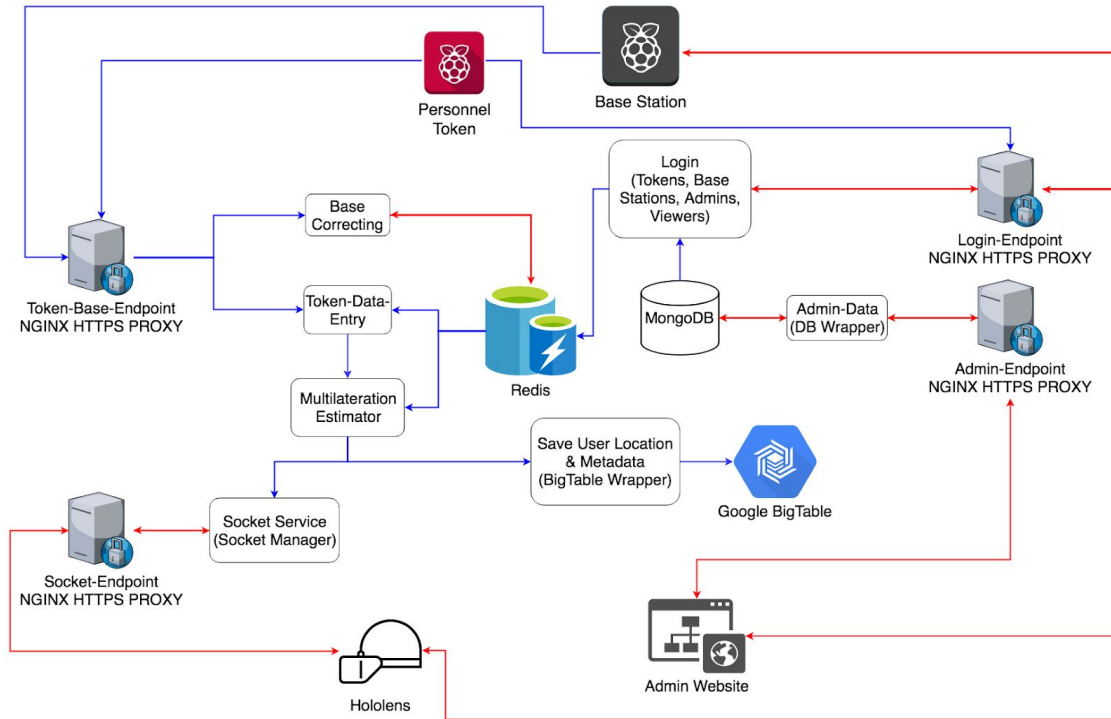 Personnel
Token
Base Station
Login
(Tokens, Base
Stations, Admins,
Viewers)
Base
Correcting
Login-Endpoint
NGINX HTTPS PROXY
Token-Base-Endpoint
NGINX HTTPS PROXY
Token-Data-
Entry
MongoDB
Admin-Data
(DB Wrapper)
Admin-Endpoint
NGINX HTTPS PROXY
Redis
Multilateration
Estimator
Save User Location
& Metadata
(BigTable Wrapper)
Google BigTable
Socket Service
(Socket Manager)
Socket-Endpoint
NGINX HTTPS PROXY
Hololens
Admin Website